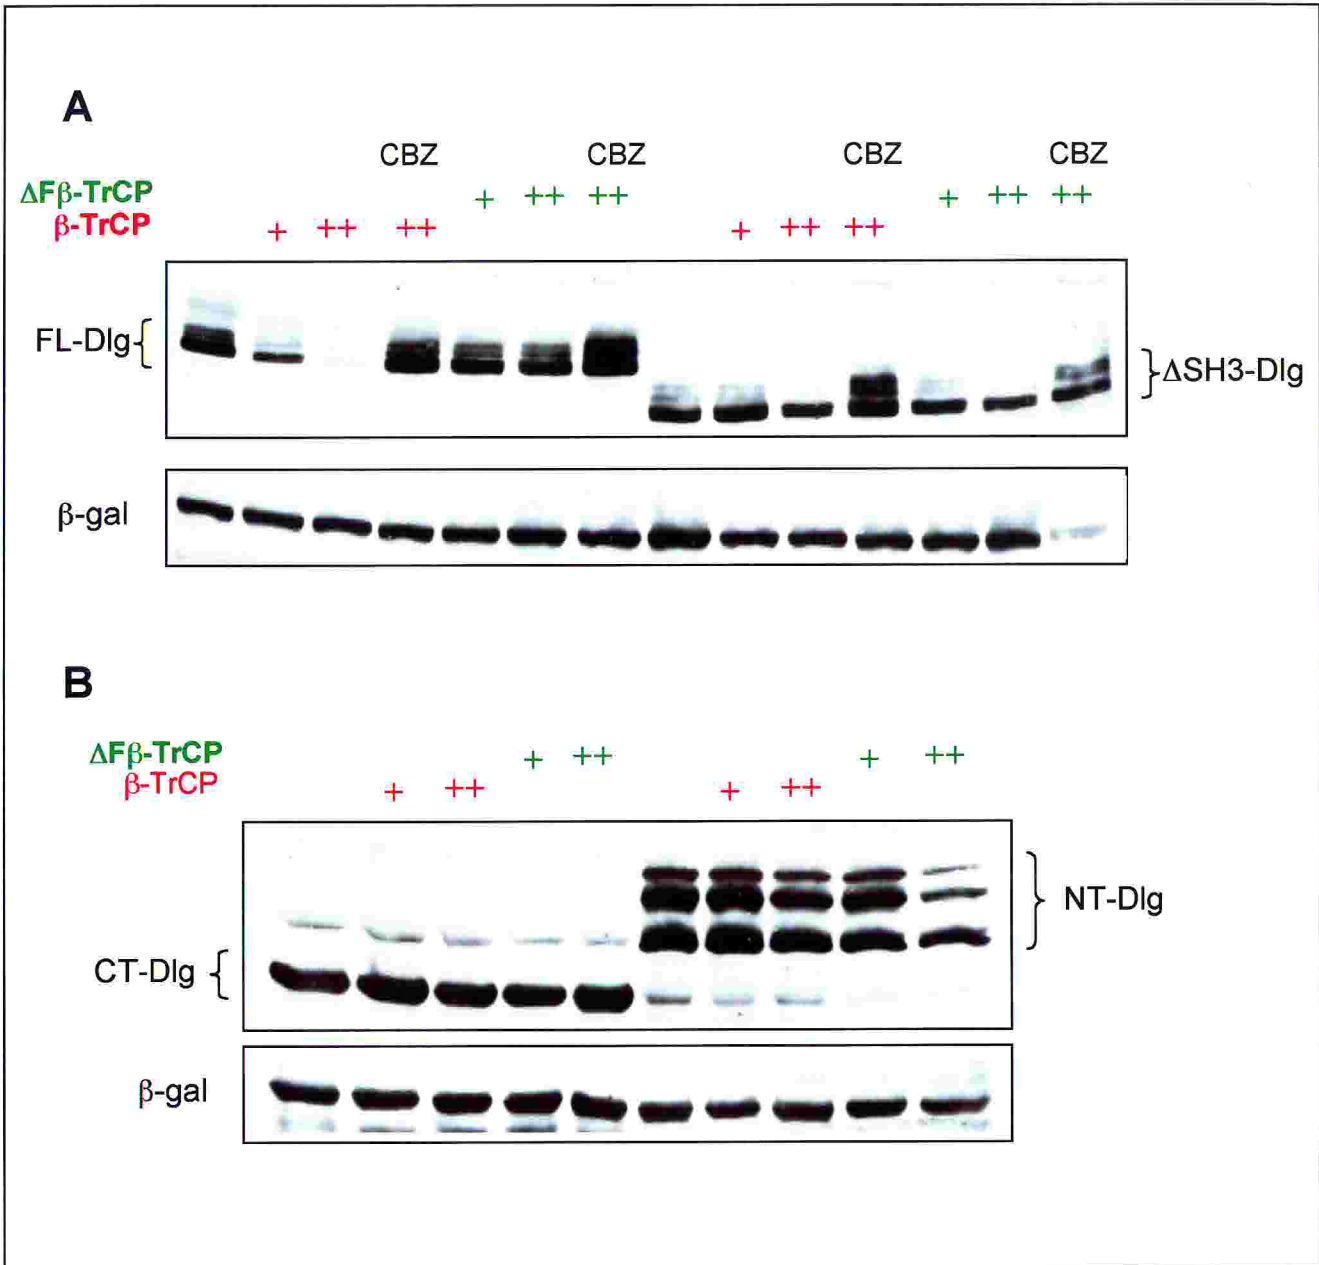 A
CBZ CBZ CBZ CBZ
ΔFβ-TrCP + ++ ++ + ++ ++
β-TrCP + ++ ++ + ++ ++
FL-Dlg{ }ΔSH3-Dlg
β-gal
B
ΔFβ-TrCP + ++ + ++
β-TrCP + ++ + ++
CT-Dlg { } NT-Dlg
β-gal